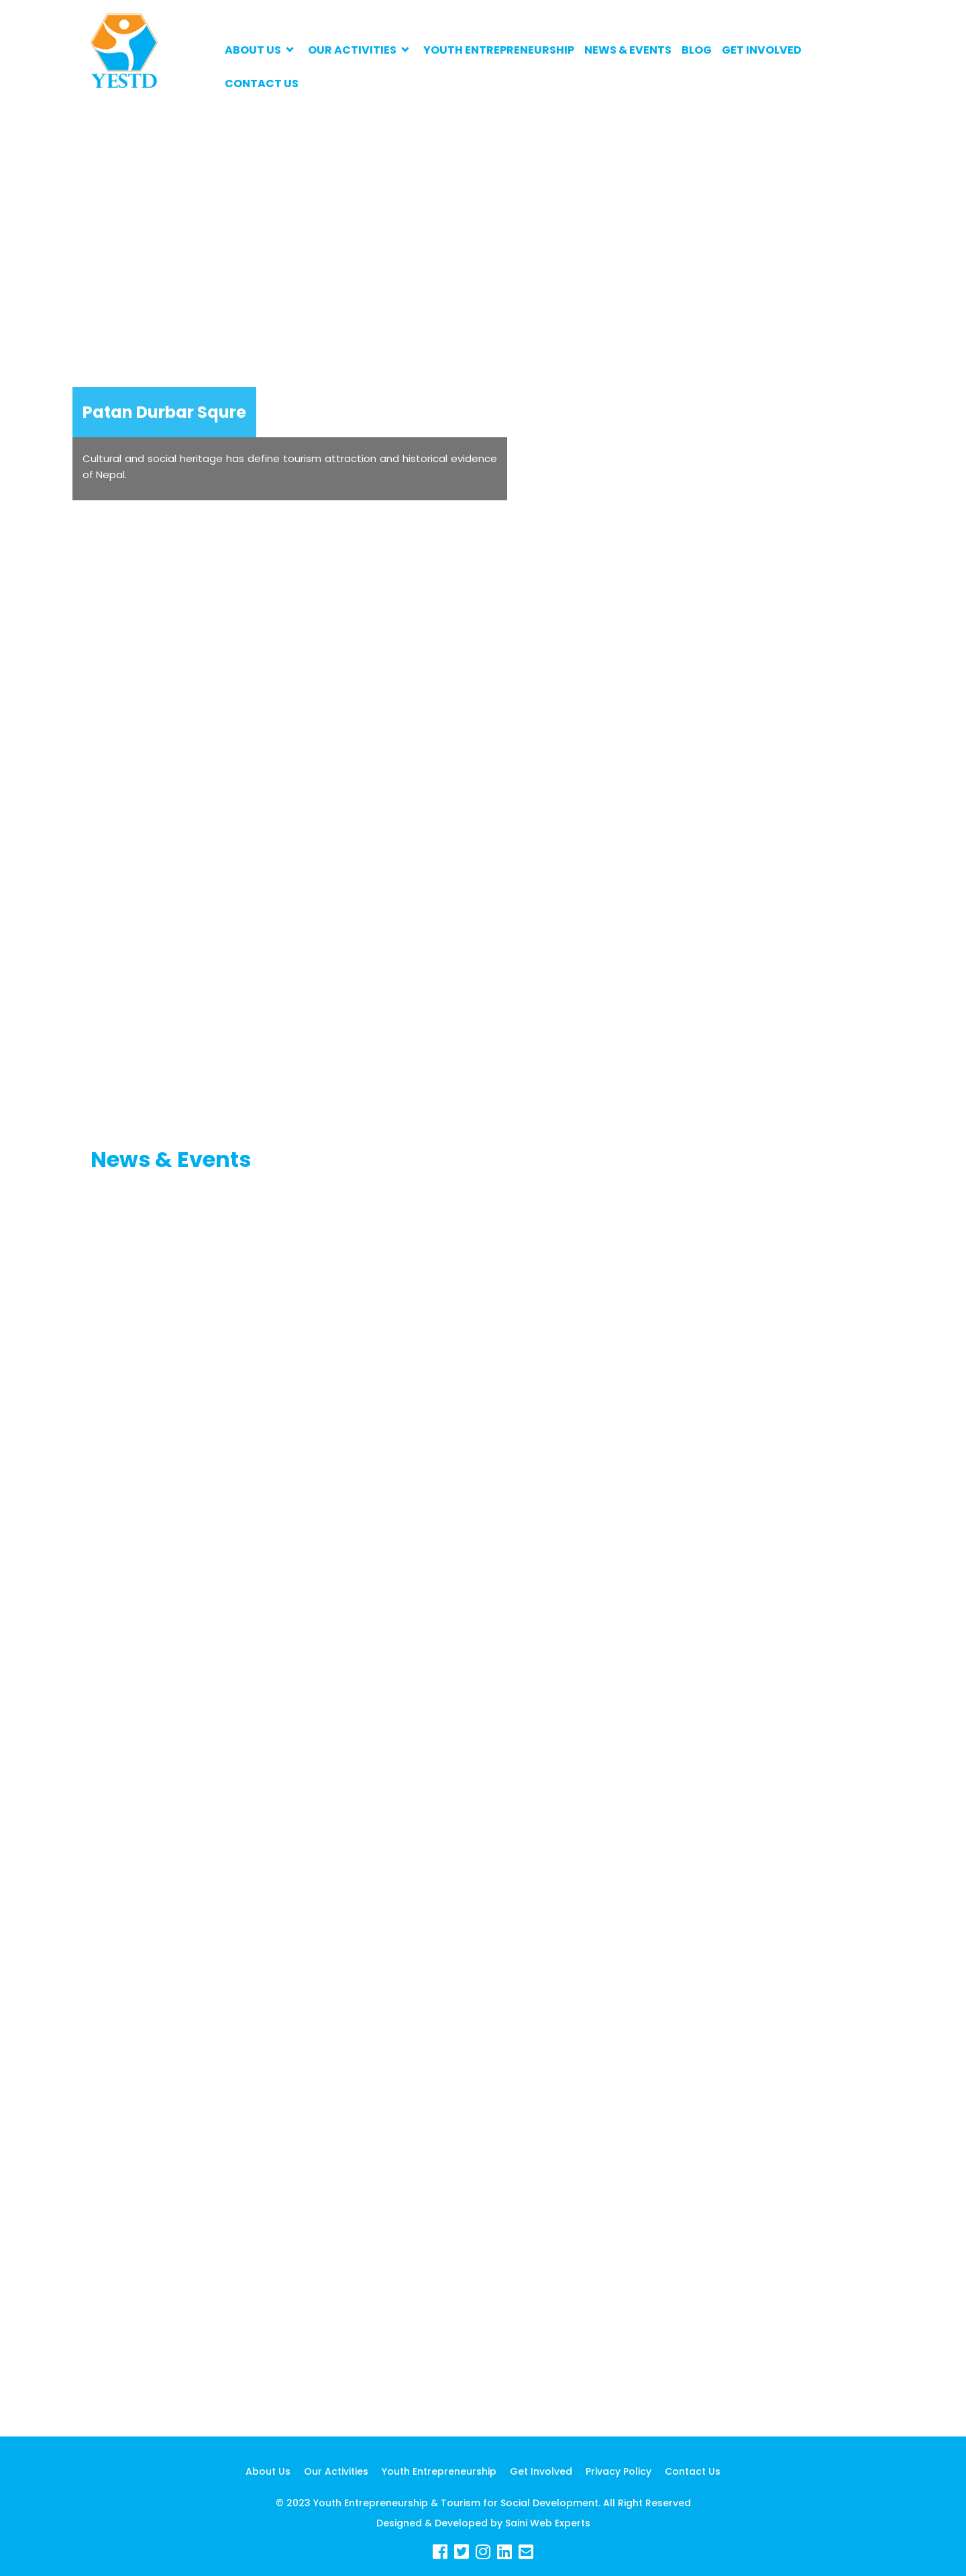 YESTD
ABOUT US OUR ACTIVITIES YOUTH ENTREPRENEURSHIP NEWS & EVENTS BLOG GET INVOLVED
CONTACT US
Patan Durbar Squre
Cultural and social heritage has define tourism attraction and historical evidence
of Nepal.
News & Events
About Us Our Activities Youth Entrepreneurship Get Involved Privacy Policy Contact Us
© 2023 Youth Entrepreneurship & Tourism for Social Development. All Right Reserved
Designed & Developed by Saini Web Experts